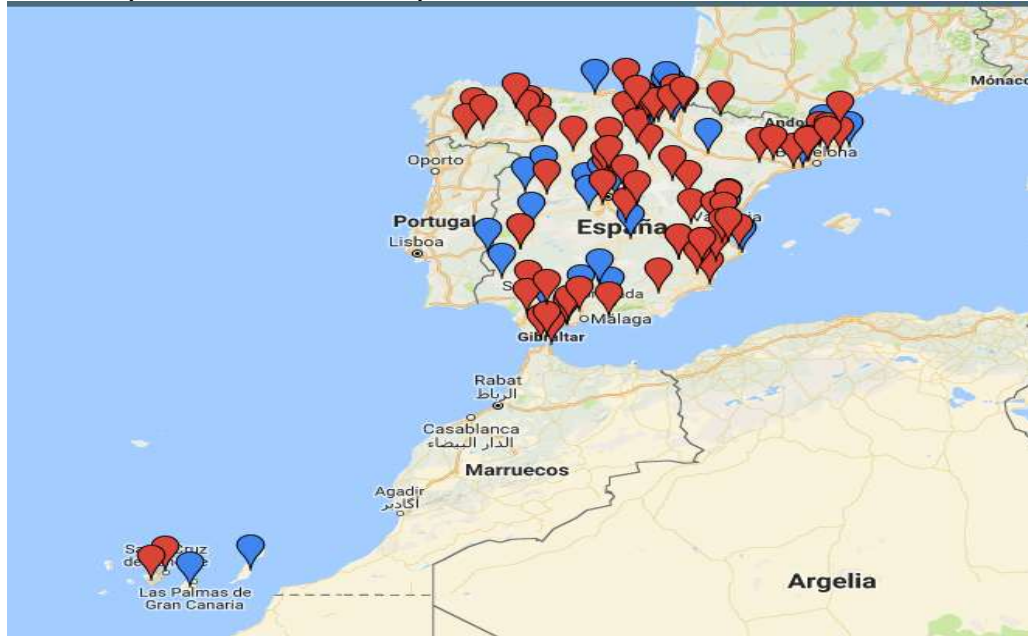 Mónaco
Oporto
Portugal
España
Lisboa
Málaga
Gibraltar
Rabat
الرباط
Casablanca
الدار البيضاء
Marruecos
Agadir
أكادير
Las Palmas de
Gran Canaria
Argelia